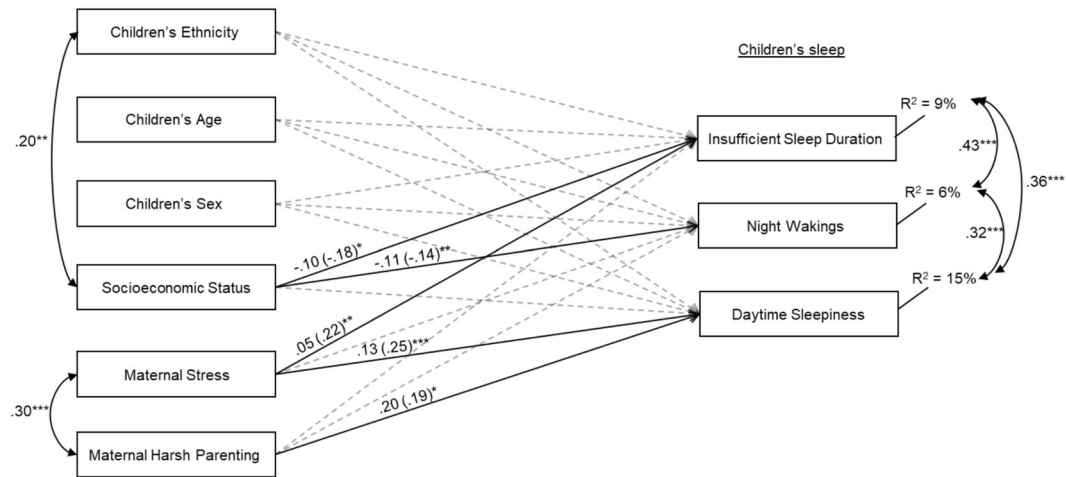 Children's Ethnicity
Children's sleep
Children's Age
R² = 9%
.20**
Insufficient Sleep Duration
.43***
.36***
Children's Sex
R² = 6%
Night Wakings
.32***
-.10 (-.18)*
-.11 (-.14)**
Socioeconomic Status
R² = 15%
Daytime Sleepiness
.05 (.22)**
.13 (.25)***
Maternal Stress
.20 (.19)*
.30***
Maternal Harsh Parenting